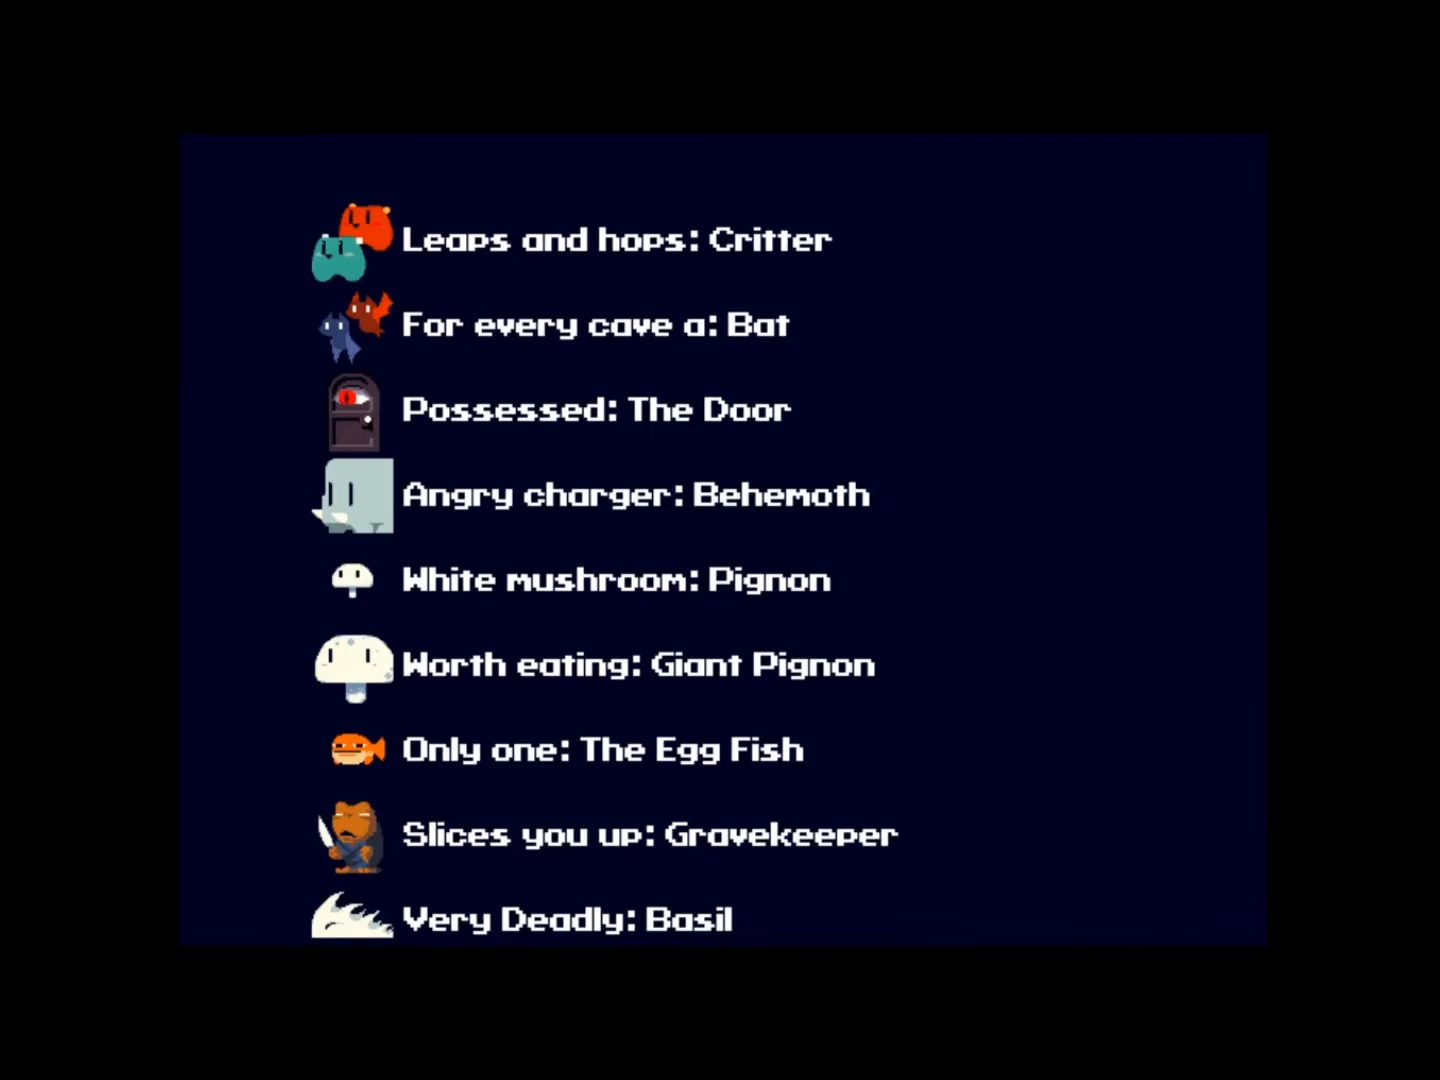 Leaps and hops: Critter
For every cave a: Bat
Possessed: The Door
Angry charger: Behemoth
White mushroom: Pignon
Worth eating: Giant Pignon
Only one: The Egg Fish
Slices you up: Gravekeeper
Very Deadly: Basil